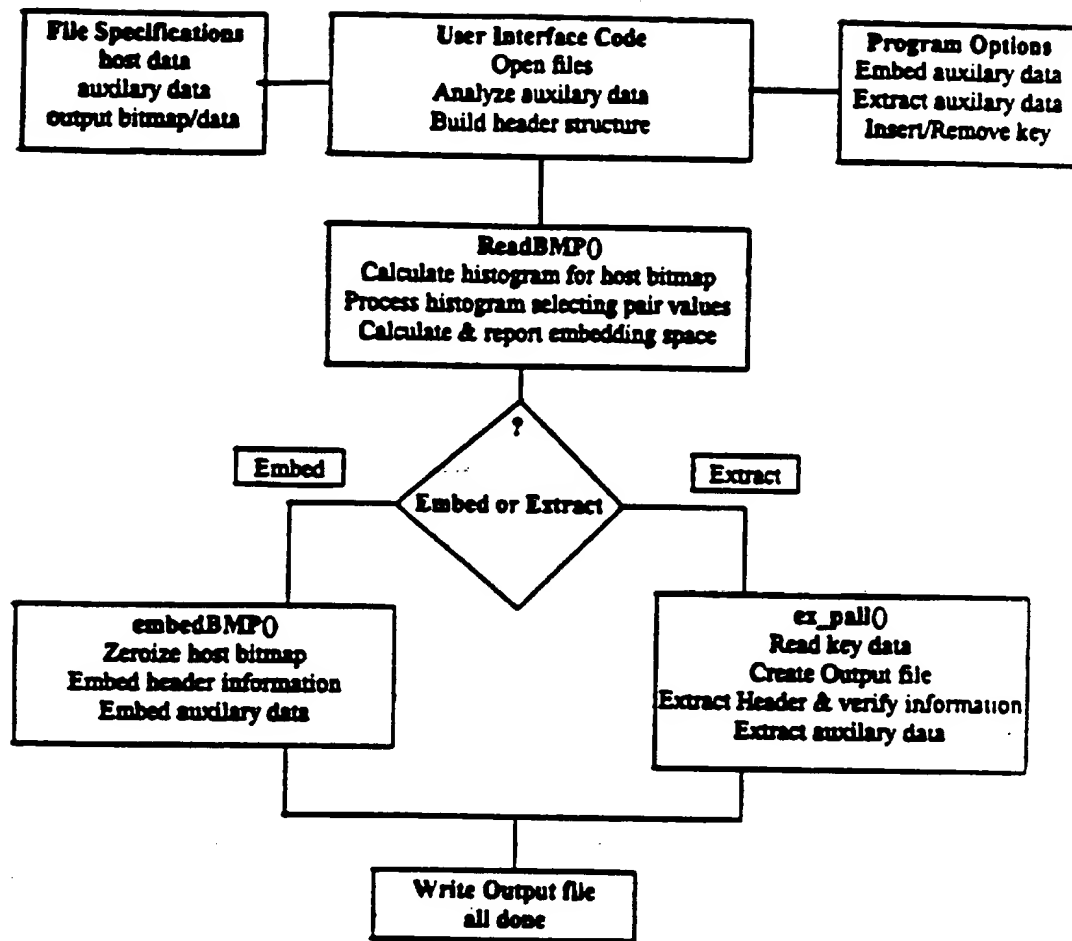 File Specifications
host data
auxilary data
output bitmap/data
User Interface Code
Open files
Analyze auxilary data
Build header structure
Program Options
Embed auxilary data
Extract auxilary data
Insert/Remove key
ReadBMP()
Calculate histogram for host bitmap
Process histogram selecting pair values
Calculate & report embedding space
?
Embed or Extract
Embed
Extract
embedBMP()
Zeroize host bitmap
Embed header information
Embed auxilary data
ex_pall()
Read key data
Create Output file
Extract Header & verify information
Extract auxilary data
Write Output file
all done